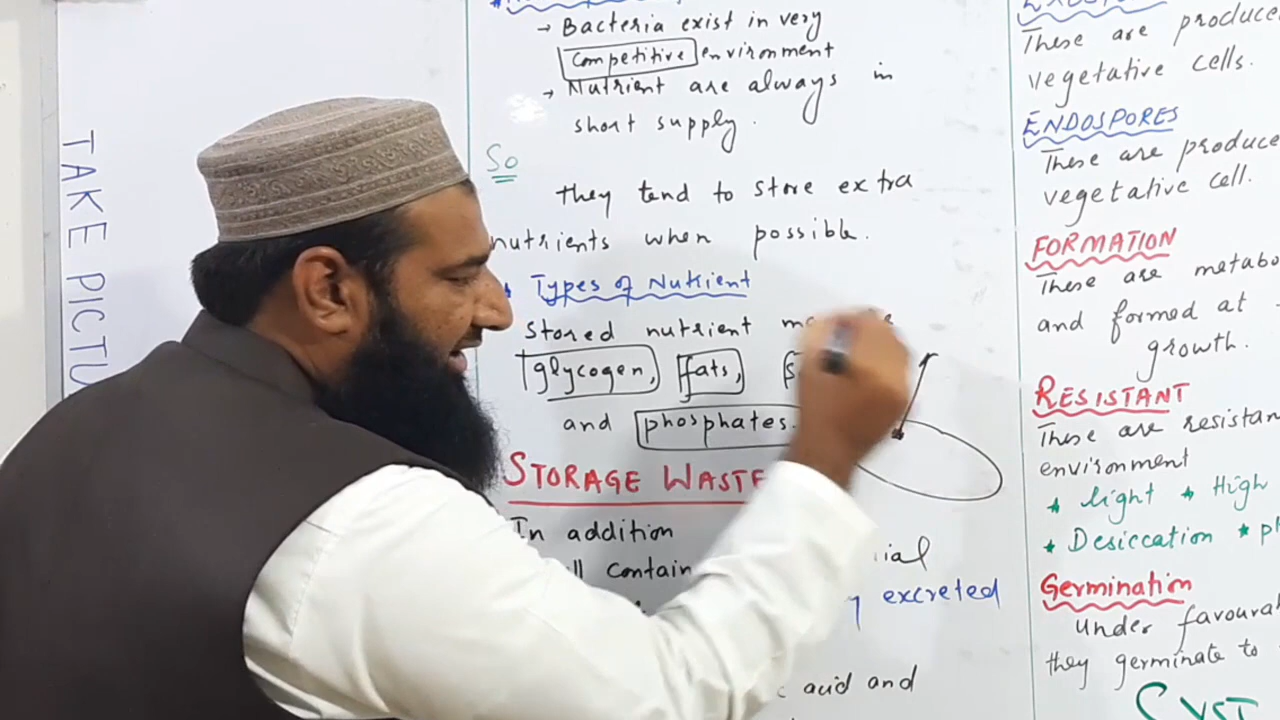 TAKE PICTU
→ Bacteria exist in very
competitive environment
→ Nutrient are always in
short supply.
So
They tend to store extra
nutrients when possible.
Types of Nutrient
Stored nutrient
glycogen, fats,
and phosphates.
STORAGE WASTE
In addition
contain
excreted
acid and
These are produce
vegetative cells.
ENDOSPORES
These are produce
vegetative cell.
FORMATION
These are metabo
and formed at
growth.
RESISTANT
These are resistan
environment
★ light ★ High
★ Desiccation ★ pH
Germination
Under favoura
they germinate to
CYST